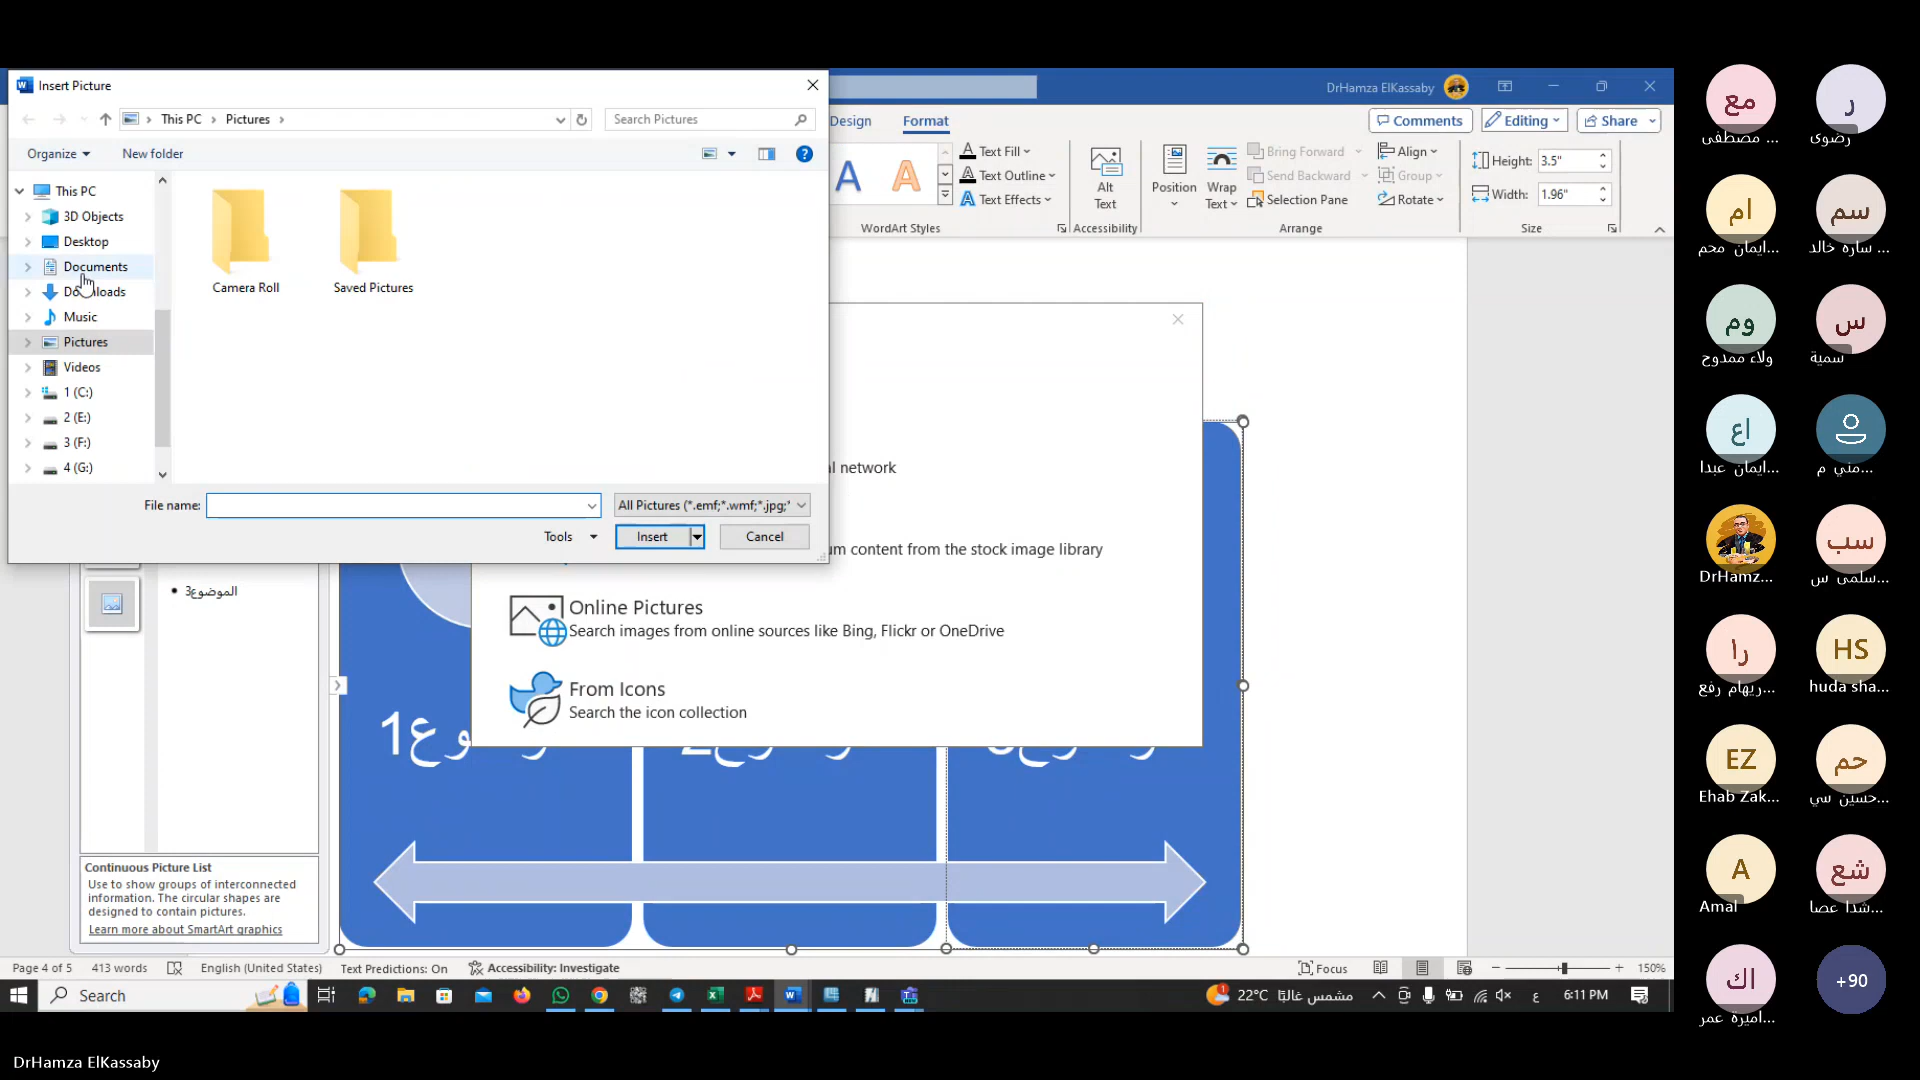 Insert Picture
This PC
Pictures
Search Pictures
Organize
New folder
This PC
3D Objects
Desktop
Documents
Downloads
Music
Pictures
Videos
1 (C:)
2 (E:)
3 (F:)
4 (G:)
Camera Roll
Saved Pictures
File name:
All Pictures (*.emf;*.wmf;*.jpg;*
Tools
Insert
Cancel
DrHamza ElKassaby
Design
Format
Comments
Editing
Share
Text Fill
Text Outline
Text Effects
WordArt Styles
Alt Text
Accessibility
Position
Wrap Text
Bring Forward
Send Backward
Selection Pane
Align
Group
Rotate
Arrange
Height: 3.5"
Width: 1.96"
Size
al network
um content from the stock image library
Online Pictures
Search images from online sources like Bing, Flickr or OneDrive
From Icons
Search the icon collection
• الموضوع3
Continuous Picture List
Use to show groups of interconnected
information. The circular shapes are
designed to contain pictures.
Learn more about SmartArt graphics
Page 4 of 5
413 words
English (United States)
Text Predictions: On
Accessibility: Investigate
Focus
150%
Search
22°C
مشمس غالبًا
ع
6:11 PM
مع
مصطفى ...
ر
رضوى
ام
ايمان محم...
سم
ساره خالد ...
وم
ولاء ممدوح
س
سمية
اع
ايمان عبدا...
مني م...
DrHamz...
سب
سلمى س...
را
ريهام رفع...
HS
huda sha...
EZ
Ehab Zak...
حم
حسين سي...
A
Amal
شع
شدا عصا...
اك
اميرة عمر...
+90
DrHamza ElKassaby